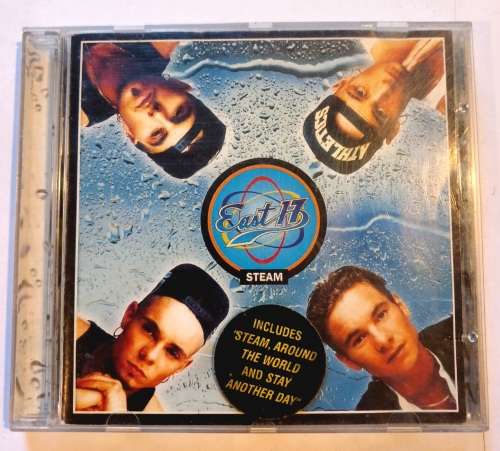 ATHLETICS
East 17
STEAM
INCLUDES
"STEAM, AROUND
THE WORLD
AND STAY
ANOTHER DAY"